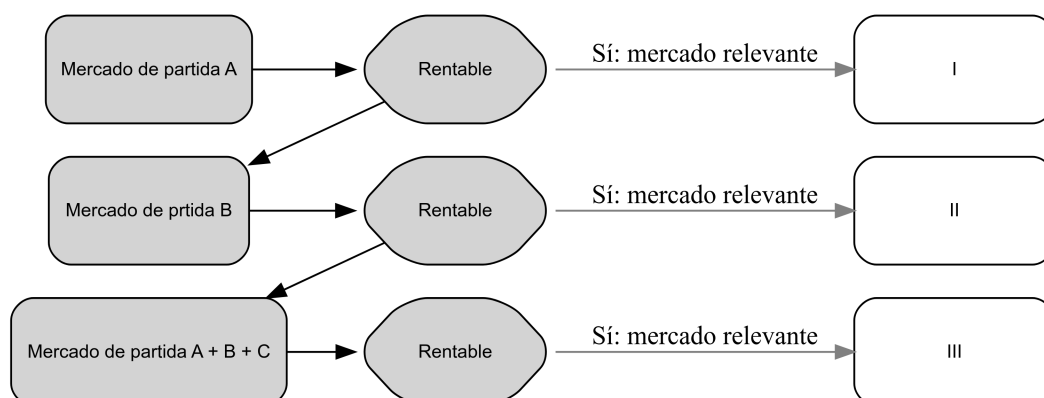 Mercado de partida A
Rentable
Sí: mercado relevante
I
Mercado de prtida B
Rentable
Sí: mercado relevante
II
Mercado de partida A + B + C
Rentable
Sí: mercado relevante
III